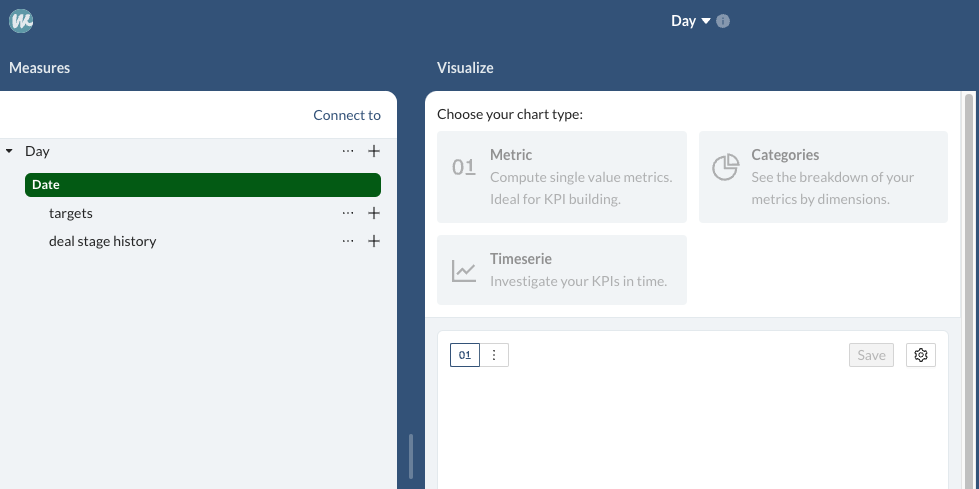 Day
Measures
Visualize
Connect to
Day
Date
targets
deal stage history
Choose your chart type:
01
Metric
Compute single value metrics.
Ideal for KPI building.
Categories
See the breakdown of your
metrics by dimensions.
Timeserie
Investigate your KPIs in time.
01
Save